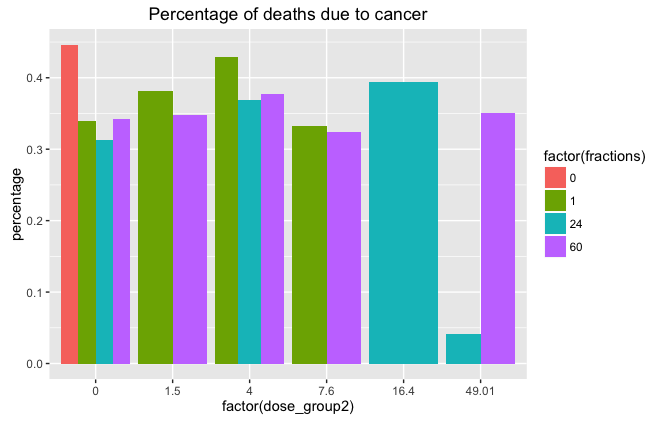 Percentage of deaths due to cancer
percentage
0.4
0.3
0.2
0.1
0.0
0 1.5 4 7.6 16.4 49.01
factor(dose_group2)
factor(fractions)
0
1
24
60